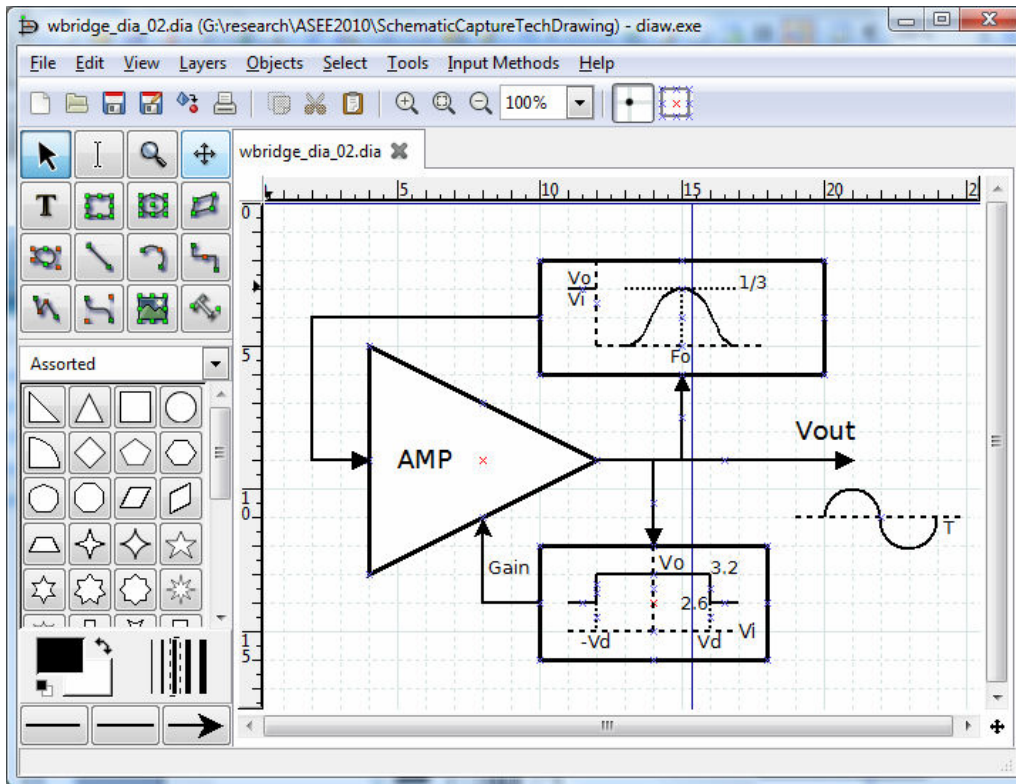 wbridge_dia_02.dia (G:\research\ASEE2010\SchematicCaptureTechDrawing) - diaw.exe
File Edit View Layers Objects Select Tools Input Methods Help
100%
wbridge_dia_02.dia
T
Assorted
5 10 15 20 2
0
5
10
15
Vo
Vi
1/3
Fo
AMP
Vout
T
Gain
Vo 3.2
2.6
-Vd Vd Vi